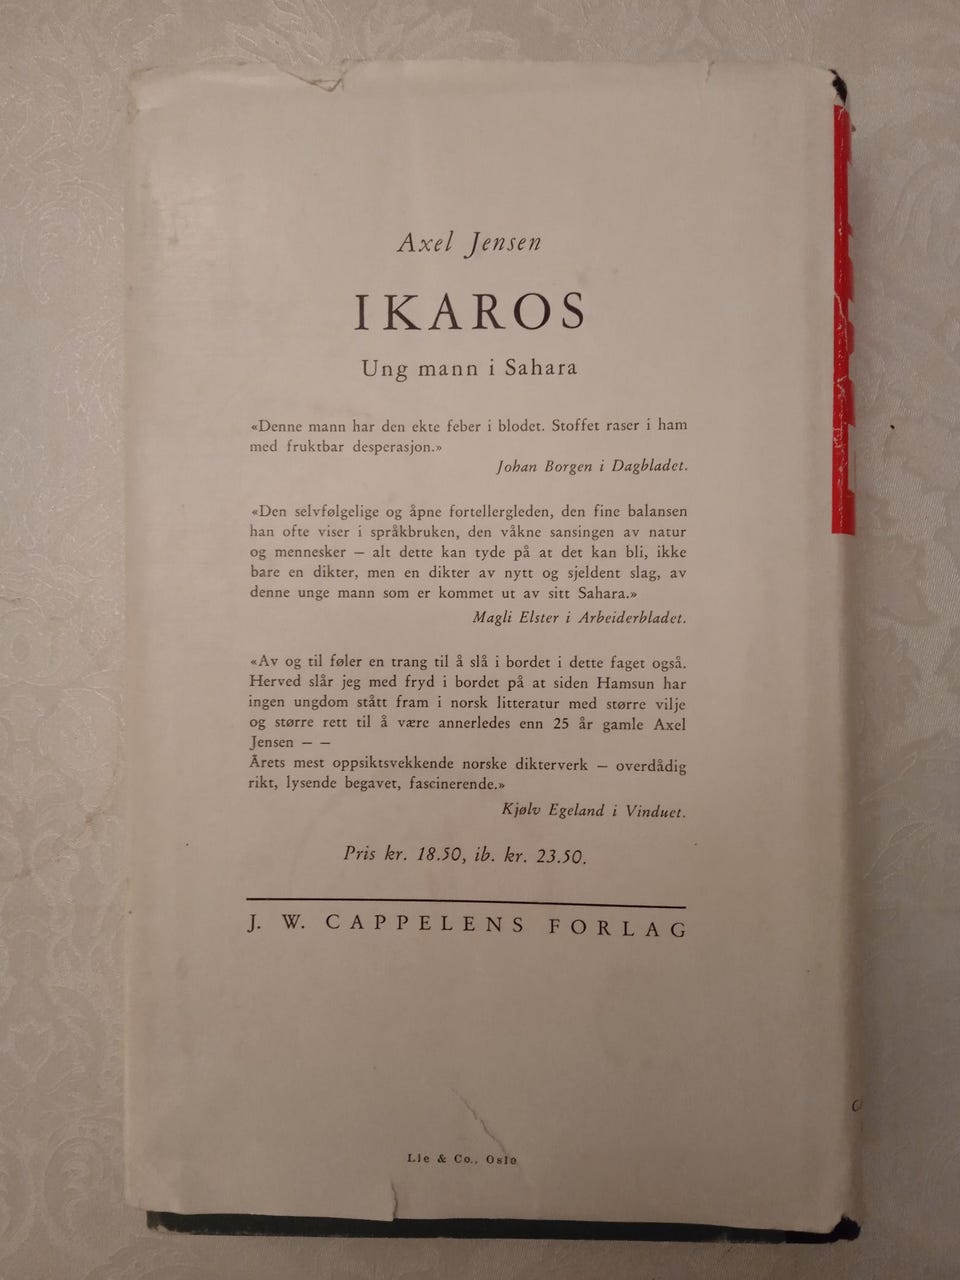 Axel Jensen
IKAROS
Ung mann i Sahara
«Denne mann har den ekte feber i blodet. Stoffet raser i ham
med fruktbar desperasjon.»
Johan Borgen i Dagbladet.
«Den selvfølgelige og åpne fortellergleden, den fine balansen
han ofte viser i språkbruken, den våkne sansingen av natur
og mennesker — alt dette kan tyde på at det kan bli, ikke
bare en dikter, men en dikter av nytt og sjeldent slag, av
denne unge mann som er kommet ut av sitt Sahara.»
Magli Elster i Arbeiderbladet.
«Av og til føler en trang til å slå i bordet i dette faget også.
Herved slår jeg med fryd i bordet på at siden Hamsun har
ingen ungdom stått fram i norsk litteratur med større vilje
og større rett til å være annerledes enn 25 år gamle Axel
Jensen — —
Årets mest oppsiktsvekkende norske dikterverk — overdådig
rikt, lysende begavet, fascinerende.»
Kjølv Egeland i Vinduet.
Pris kr. 18.50, ib. kr. 23.50.
J. W. CAPPELENS FORLAG
Lie & Co., Oslo